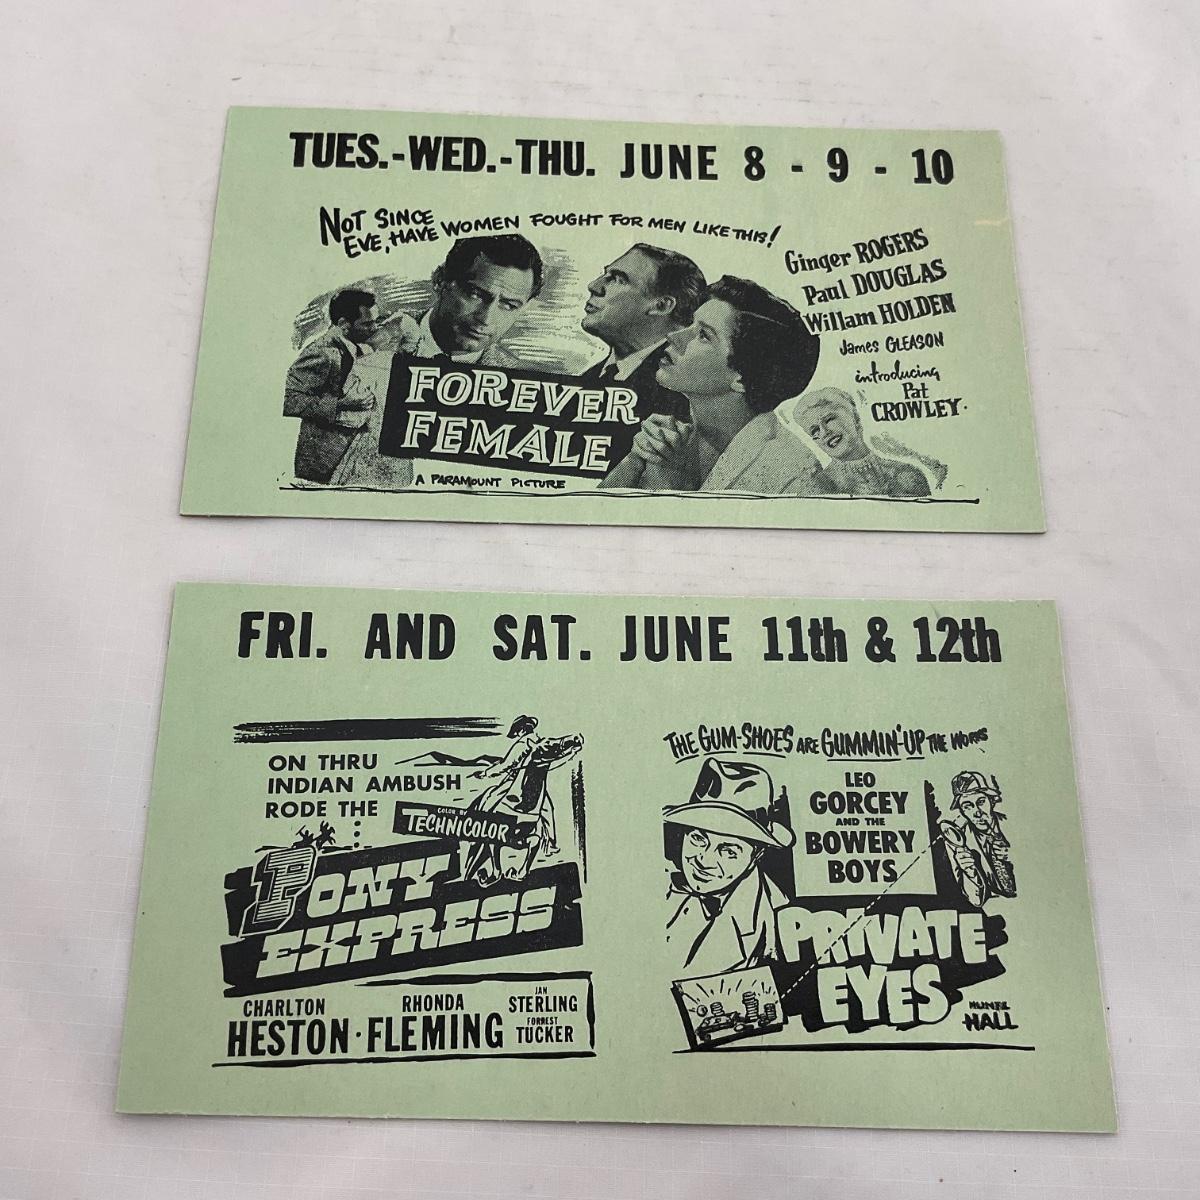 TUES.-WED.-THU. JUNE 8 - 9 - 10
NOT SINCE
EVE, HAVE WOMEN FOUGHT FOR MEN LIKE THIS!
Ginger ROGERS
Paul DOUGLAS
Willam HOLDEN
James GLEASON
introducing
Pat
CROWLEY.
FOREVER
FEMALE
A PARAMOUNT PICTURE
FRI. AND SAT. JUNE 11th & 12th
ON THRU
INDIAN AMBUSH
RODE THE
COLOR BY
TECHNICOLOR
PONY
EXPRESS
CHARLTON
HESTON · RHONDA
FLEMING
JAN
STERLING
FORREST
TUCKER
THE GUM-SHOES ARE GUMMIN'-UP THE WORKS
LEO
GORCEY
AND THE
BOWERY
BOYS
PRIVATE
EYES
HUNTZ
HALL